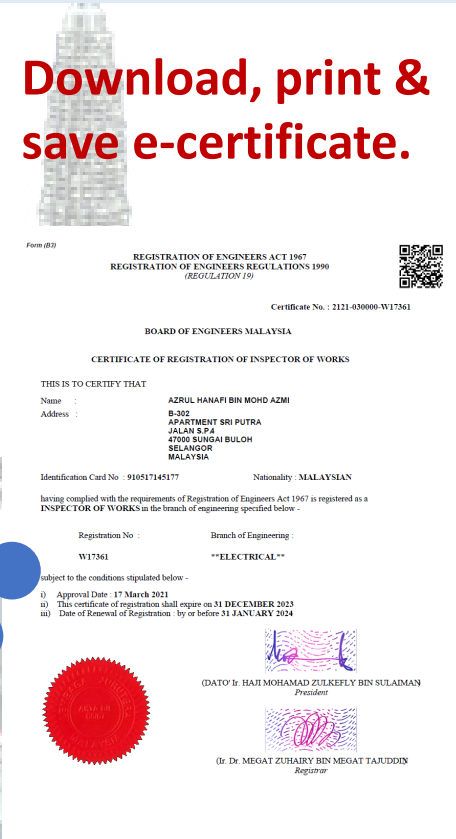 Download, print &
save e-certificate.
Form (B3)
REGISTRATION OF ENGINEERS ACT 1967
REGISTRATION OF ENGINEERS REGULATIONS 1990
(REGULATION 19)
Certificate No. : 2121-030000-W17361
BOARD OF ENGINEERS MALAYSIA
CERTIFICATE OF REGISTRATION OF INSPECTOR OF WORKS
THIS IS TO CERTIFY THAT
Name : AZRUL HANAFI BIN MOHD AZMI
Address : B-302
APARTMENT SRI PUTRA
JALAN S.P.4
47000 SUNGAI BULOH
SELANGOR
MALAYSIA
Identification Card No : 910517145177 Nationality : MALAYSIAN
having complied with the requirements of Registration of Engineers Act 1967 is registered as a
INSPECTOR OF WORKS in the branch of engineering specified below -
Registration No : Branch of Engineering :
W17361 **ELECTRICAL**
subject to the conditions stipulated below -
i) Approval Date : 17 March 2021
ii) This certificate of registration shall expire on 31 DECEMBER 2023
iii) Date of Renewal of Registration : by or before 31 JANUARY 2024
(DATO' Ir. HAJI MOHAMAD ZULKEFLY BIN SULAIMAN)
President
(Ir. Dr. MEGAT ZUHAIRY BIN MEGAT TAJUDDIN
Registrar
MALAYSIA